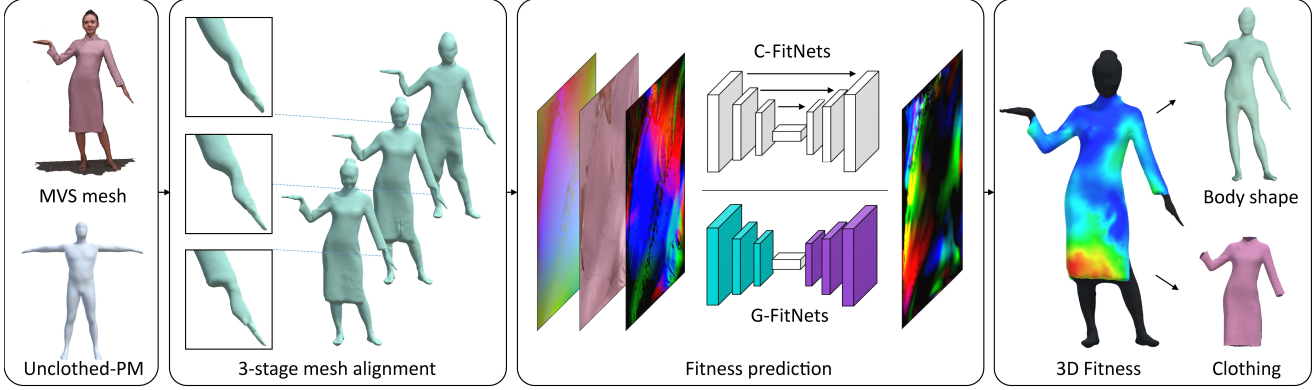 MVS mesh
Unclothed-PM
3-stage mesh alignment
C-FitNets
G-FitNets
Fitness prediction
Body shape
3D Fitness
Clothing